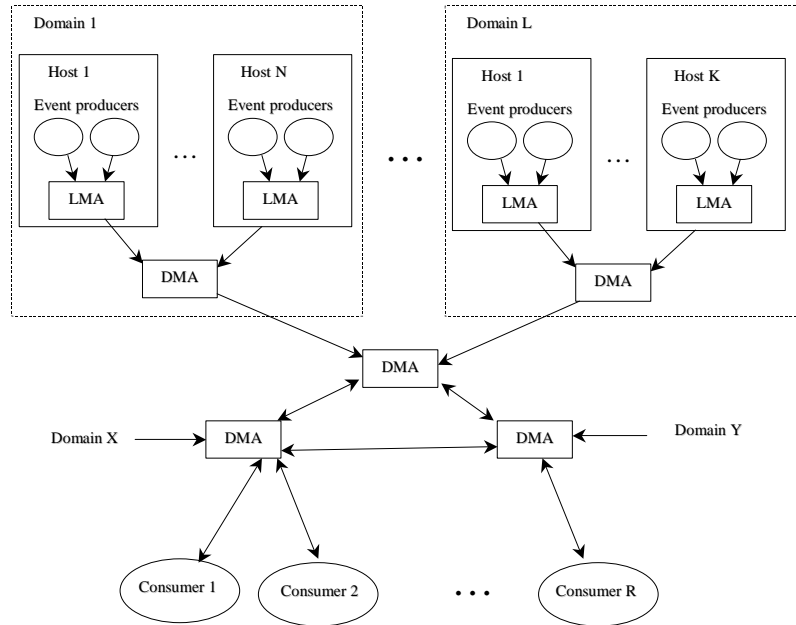 Domain 1
Domain L
Host 1
Host N
Host 1
Host K
Event producers
Event producers
Event producers
Event producers
...
...
...
LMA
LMA
LMA
LMA
DMA
DMA
DMA
Domain X
DMA
DMA
Domain Y
Consumer 1
Consumer 2
...
Consumer R